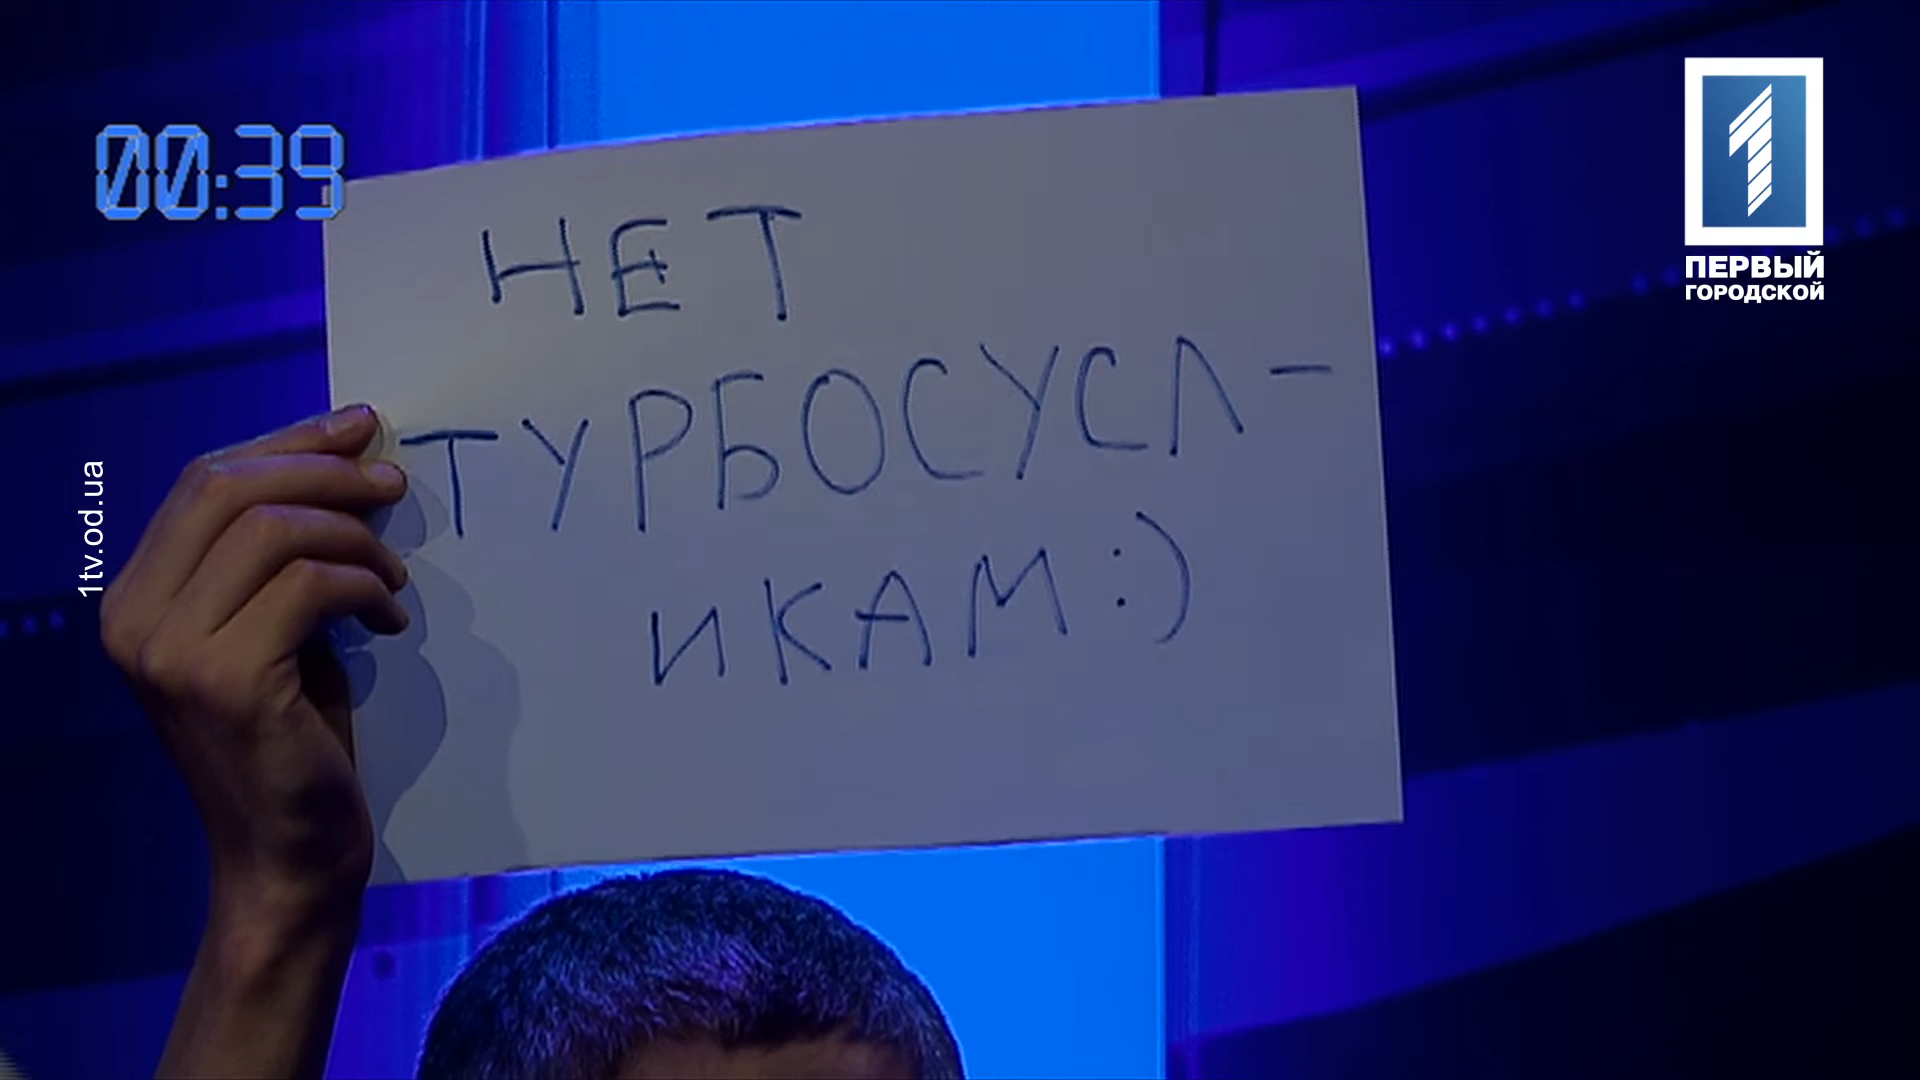 00:39
ПЕРВЫЙ
ГОРОДСКОЙ
НЕТ
ТУРБОСУСЛ-
ИКАМ:)
1tv.od.ua